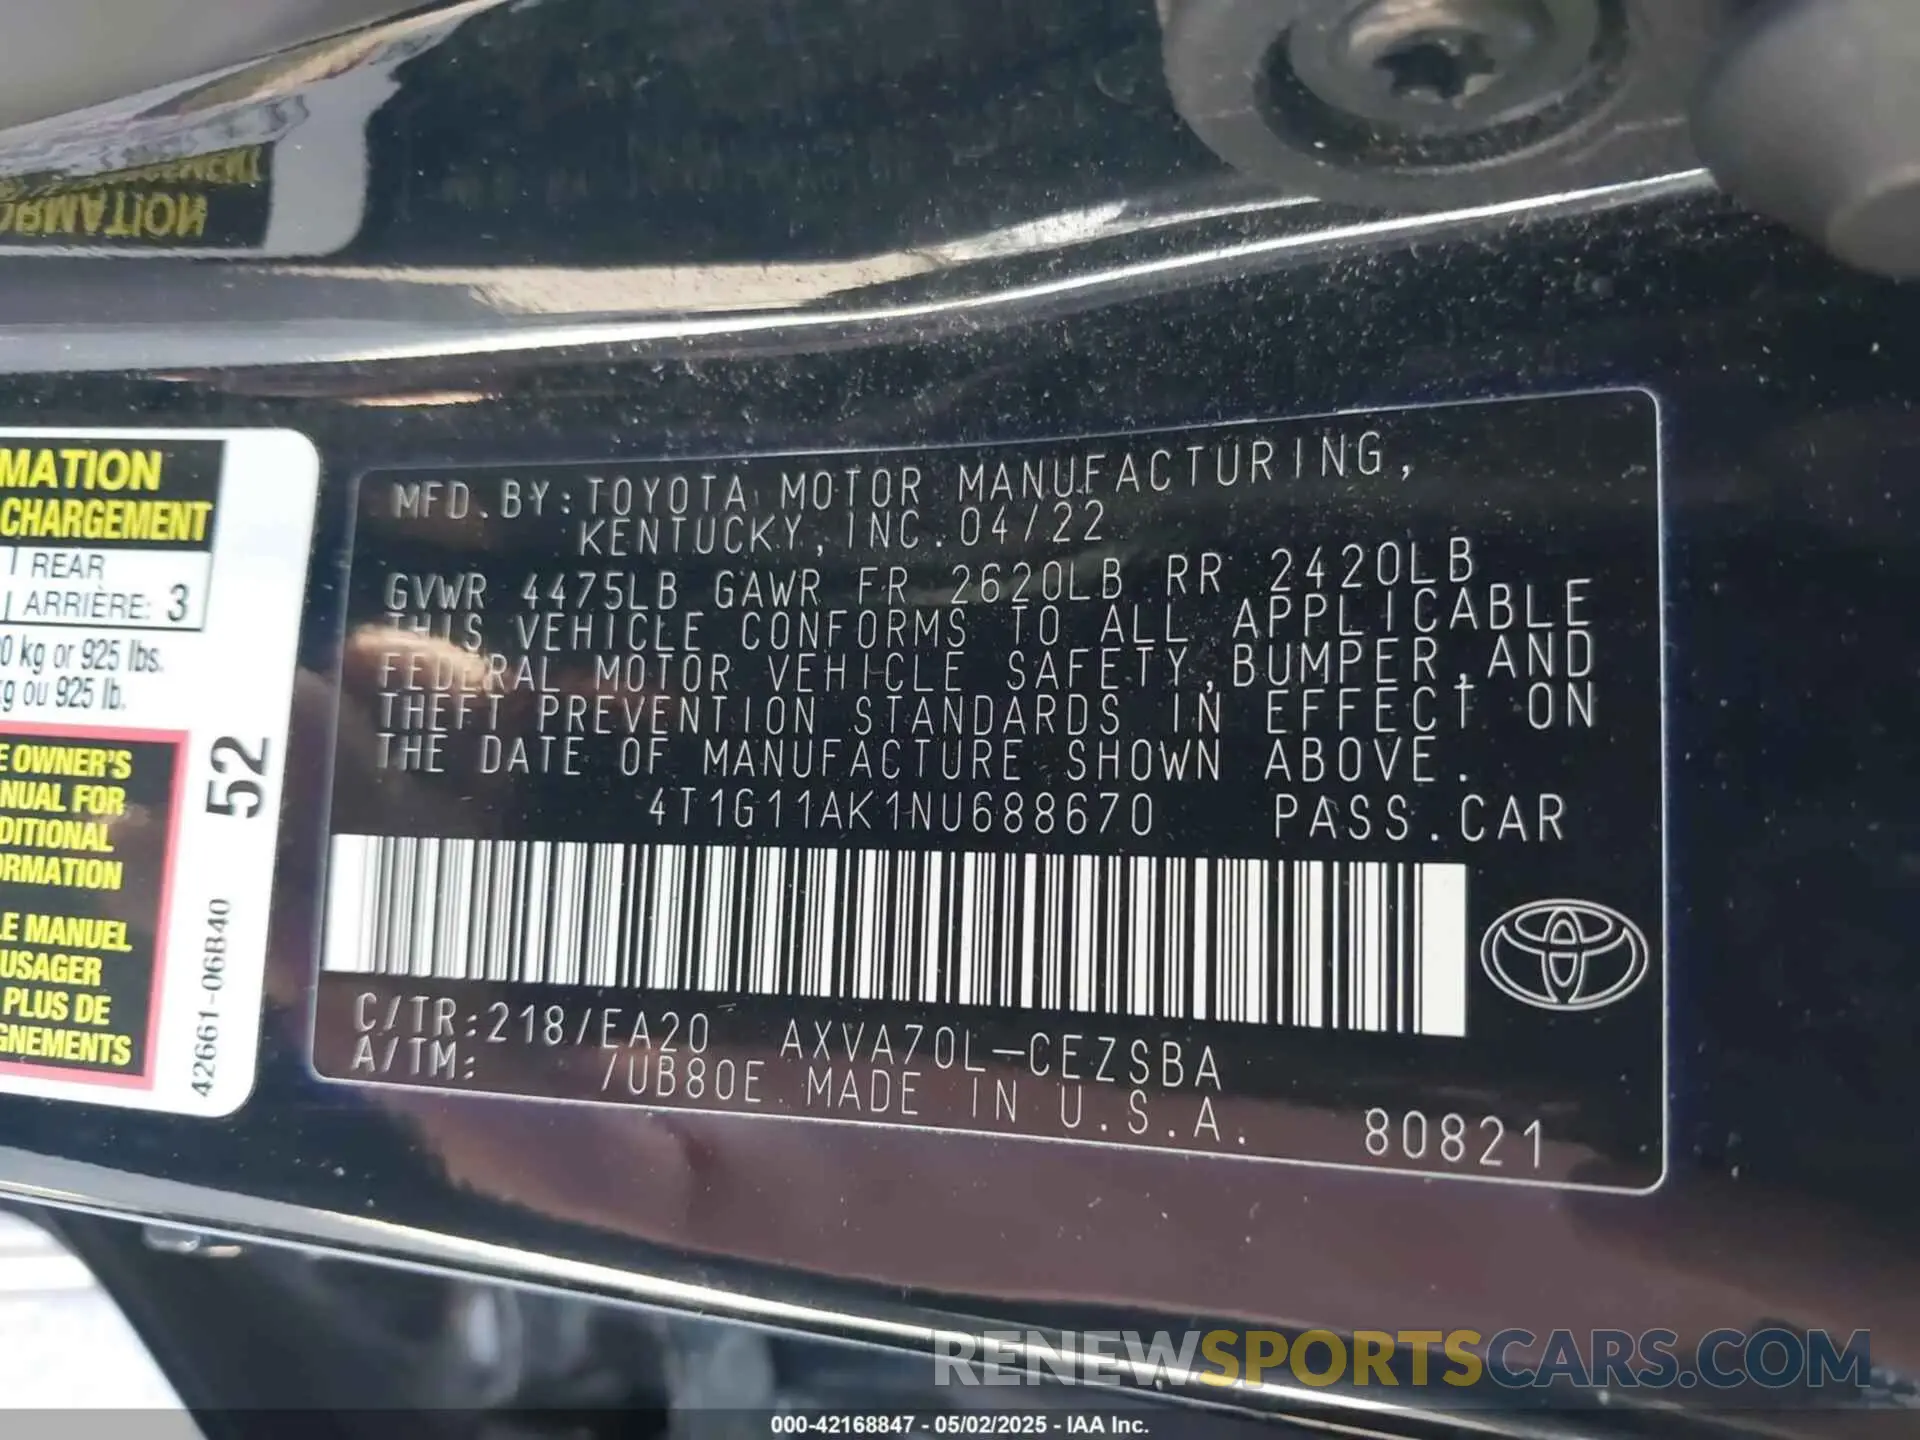 ORMATION
MATION
CHARGEMENT
REAR
ARRIÈRE: 3
kg or 925 lbs.
kg ou 925 lb.
OWNER'S
FOR
LE MANUEL
USAGER
PLUS DE
52
42661-06B40
MFD. BY: TOYOTA MOTOR MANUFACTURING,
KENTUCKY, INC. 04/22
GVWR 4475LB GAWR FR 2620LB RR 2420LB
THIS VEHICLE CONFORMS TO ALL APPLICABLE
FEDERAL MOTOR VEHICLE SAFETY, BUMPER, AND
THEFT PREVENTION STANDARDS IN EFFECT ON
THE DATE OF MANUFACTURE SHOWN ABOVE.
4T1G11AK1NU688670 PASS. CAR
C/TR: 218/EA20 AXVA70L-CEZSBA
A/TM: /UB80E MADE IN U.S.A.
80821
RENEWSPORTSCARS.COM
000-42168847 - 05/02/2025 - IAA Inc.